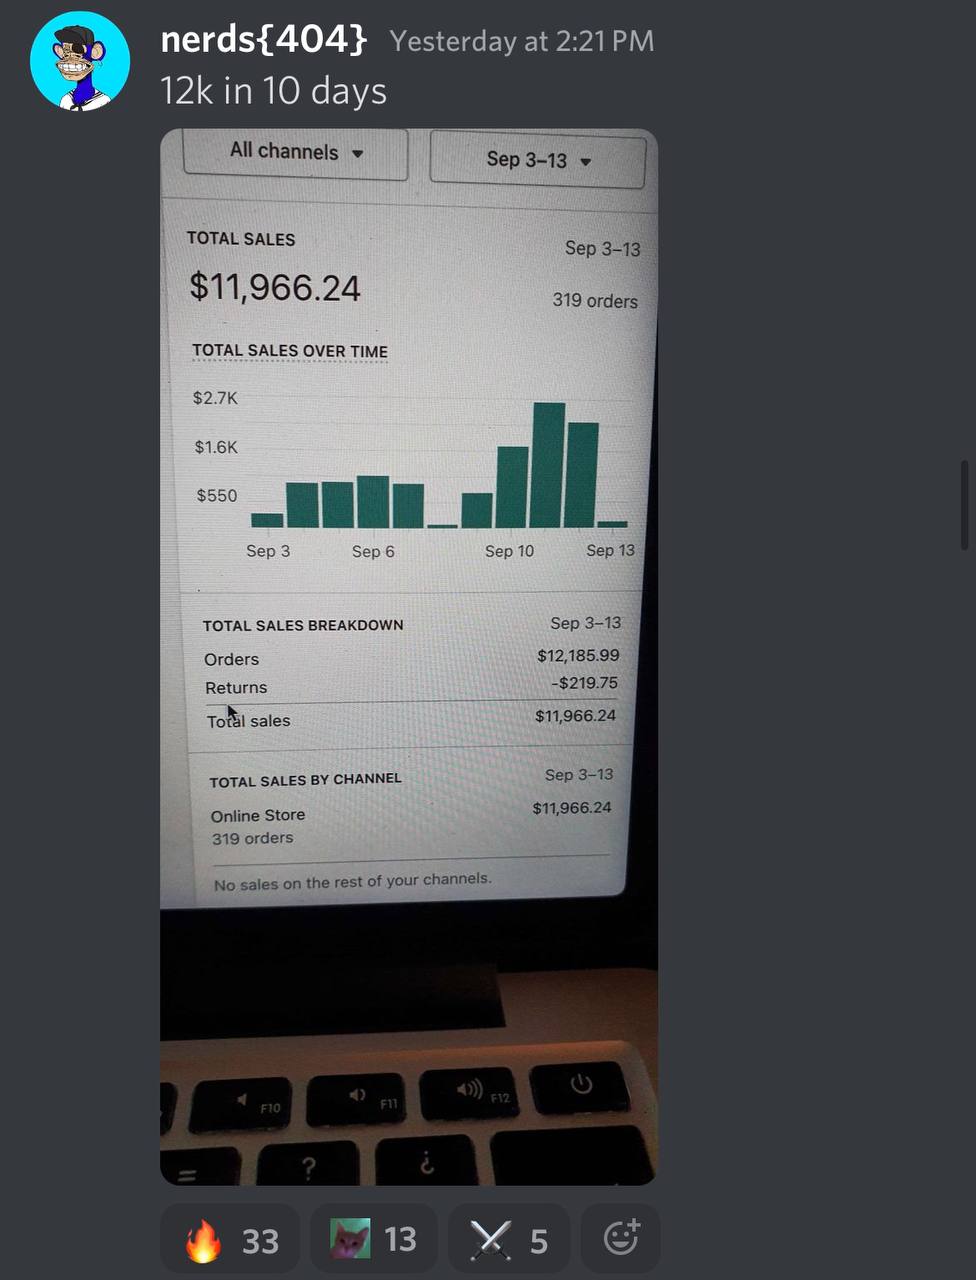 nerds{404} Yesterday at 2:21 PM
12k in 10 days
All channels Sep 3–13
TOTAL SALES Sep 3–13
$11,966.24
319 orders
TOTAL SALES OVER TIME
$2.7K
$1.6K
$550
Sep 3 Sep 6 Sep 10 Sep 13
TOTAL SALES BREAKDOWN Sep 3–13
Orders $12,185.99
Returns -$219.75
Total sales $11,966.24
TOTAL SALES BY CHANNEL Sep 3–13
Online Store $11,966.24
319 orders
No sales on the rest of your channels.
F10 F11 F12
= ? ¿
33 13 5